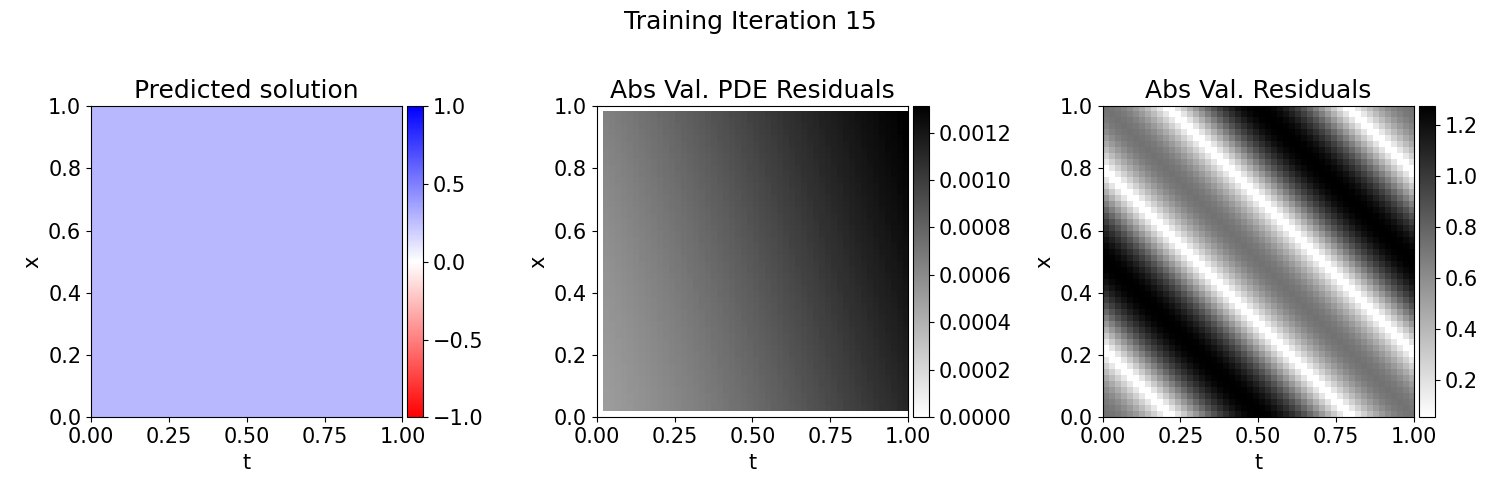 Training Iteration 15
Predicted solution
1.0
0.8
0.6
0.4
0.2
0.0
x
0.00 0.25 0.50 0.75 1.00
t
1.0
0.5
0.0
−0.5
−1.0
Abs Val. PDE Residuals
1.0
0.8
0.6
0.4
0.2
0.0
x
0.00 0.25 0.50 0.75 1.00
t
0.0012
0.0010
0.0008
0.0006
0.0004
0.0002
0.0000
Abs Val. Residuals
1.0
0.8
0.6
0.4
0.2
0.0
x
0.00 0.25 0.50 0.75 1.00
t
1.2
1.0
0.8
0.6
0.4
0.2